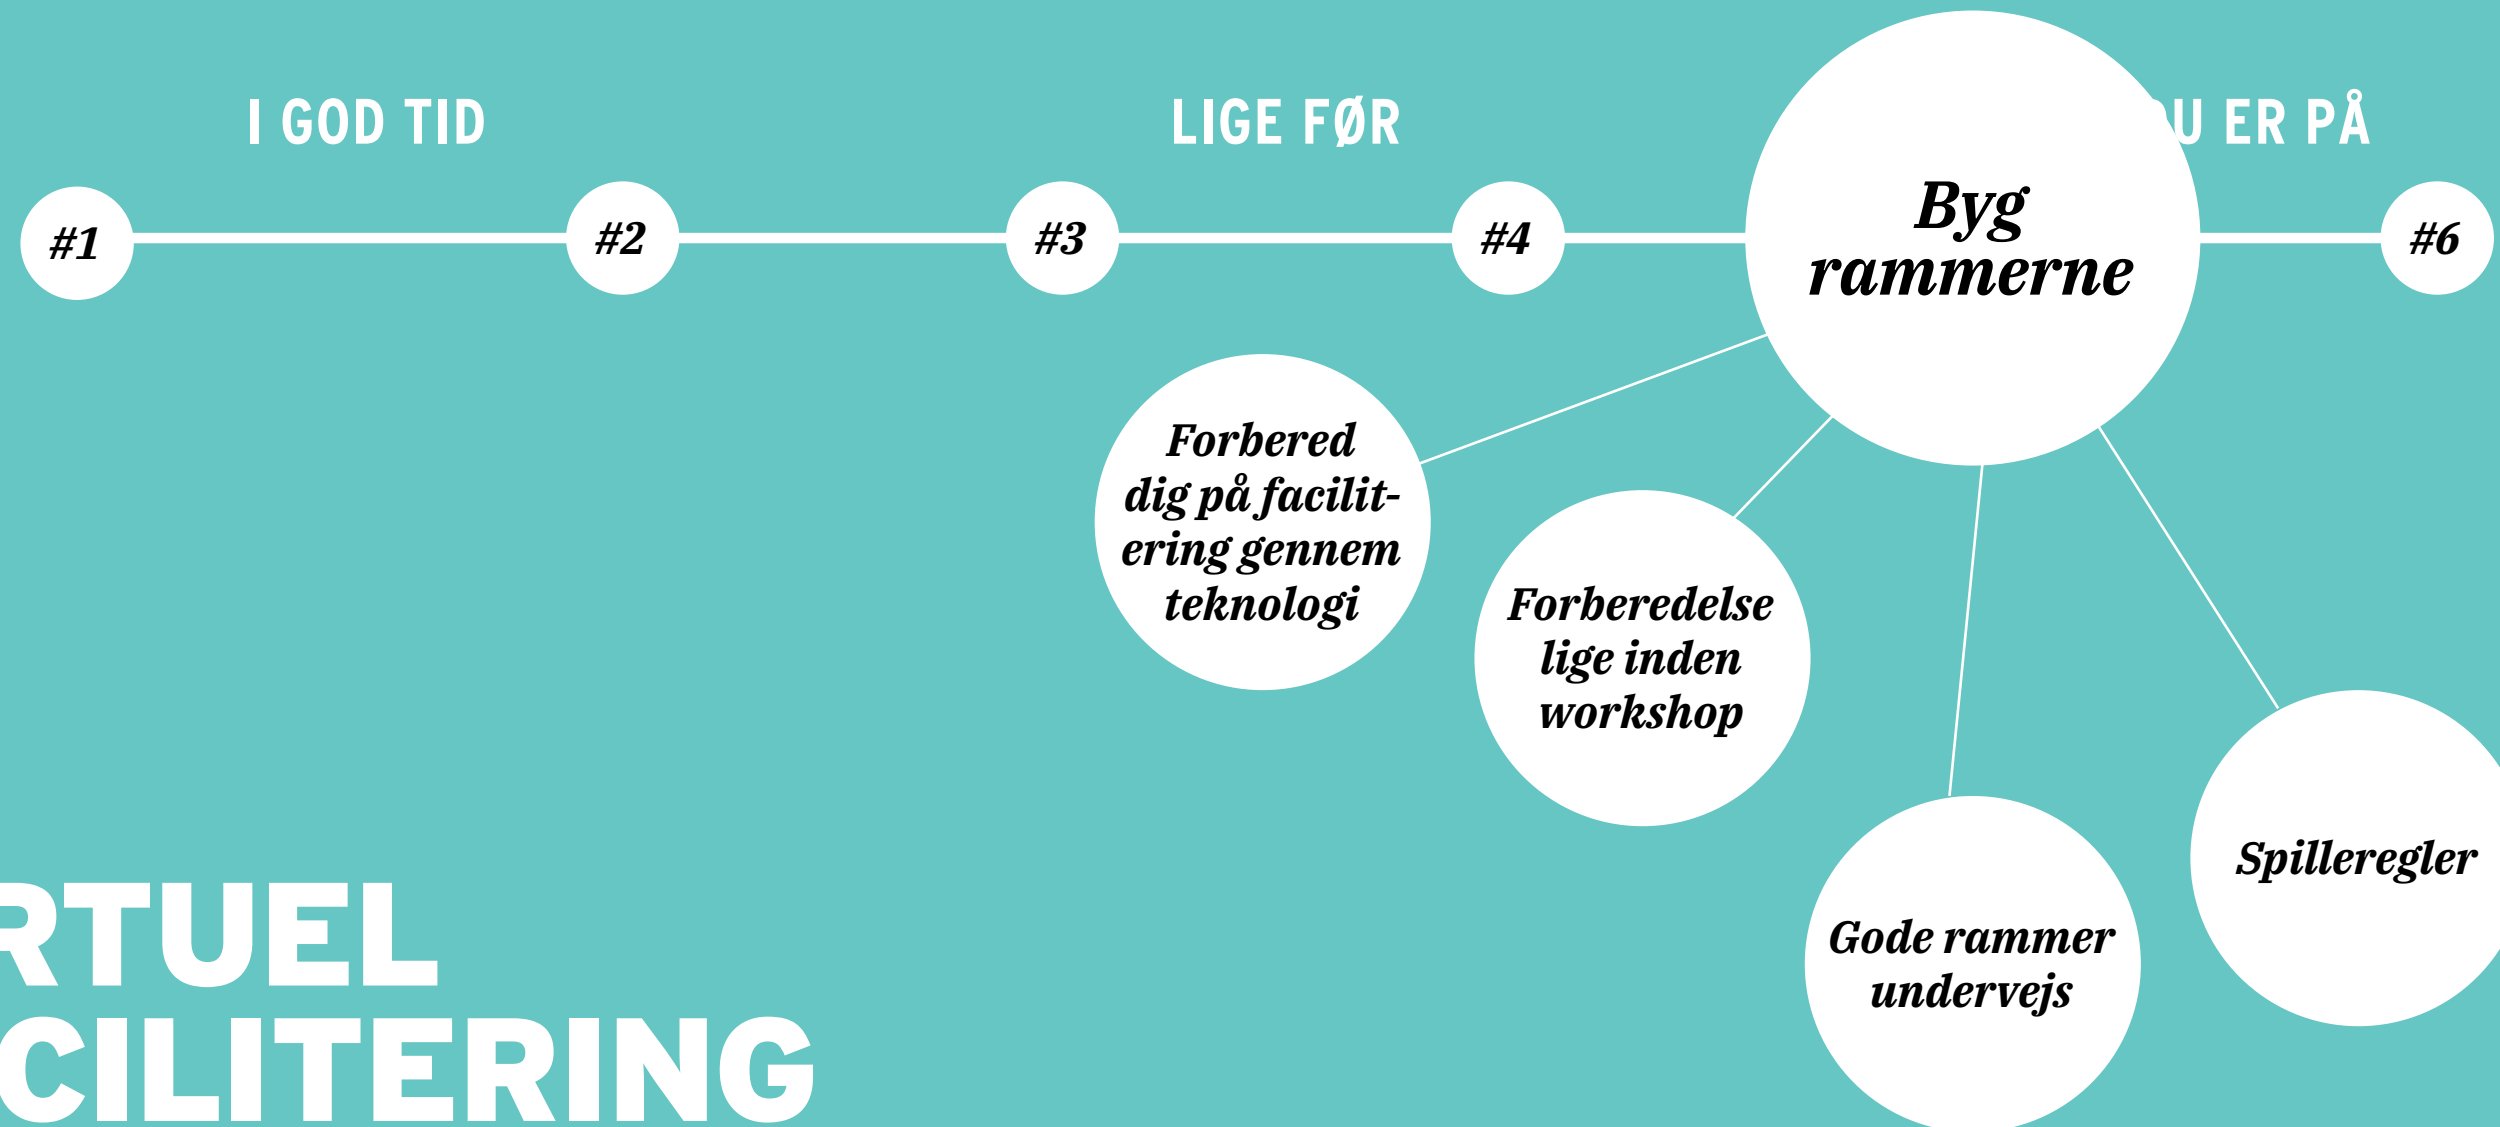 I GOD TID
LIGE FØR
U ER PÅ
#1
#2
#3
#4
Byg
rammerne
#6
Forbered
dig på facilit-
ering gennem
teknologi
Forberedelse
lige inden
workshop
Gode rammer
undervejs
Spilleregler
RTUEL
CILITERING